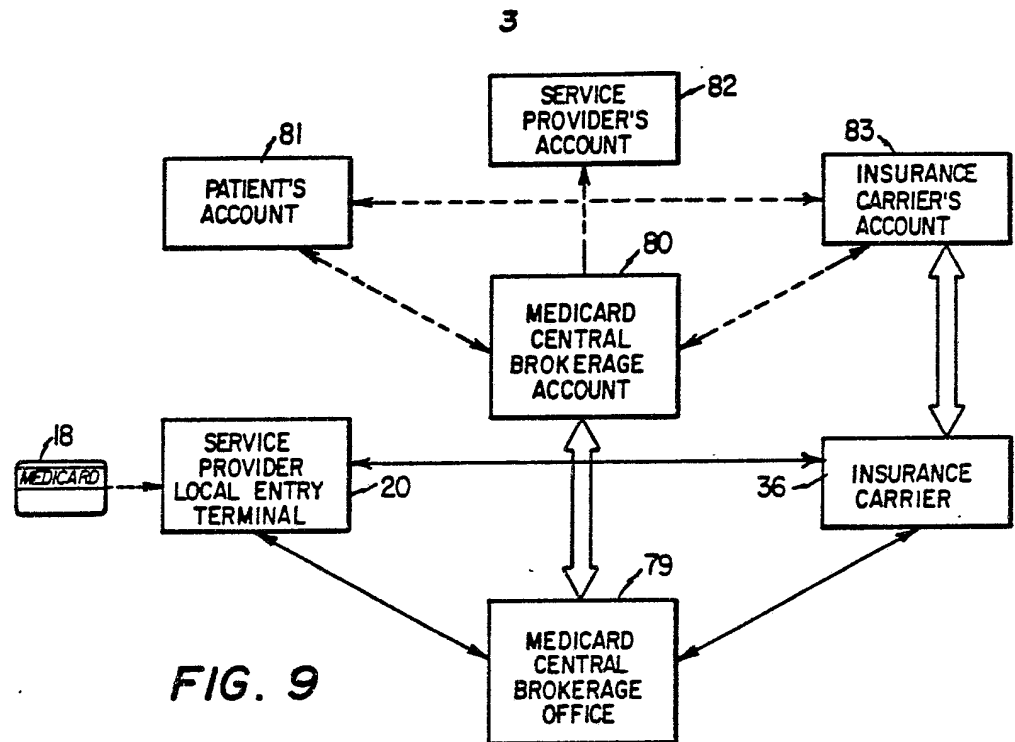 3
82
SERVICE
PROVIDER'S
ACCOUNT
81
PATIENT'S
ACCOUNT
83
INSURANCE
CARRIER'S
ACCOUNT
80
MEDICARD
CENTRAL
BROKERAGE
ACCOUNT
18
MEDICARD
SERVICE
PROVIDER
LOCAL ENTRY
TERMINAL
20
36
INSURANCE
CARRIER
79
MEDICARD
CENTRAL
BROKERAGE
OFFICE
FIG. 9